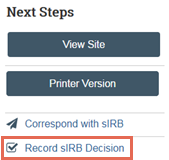 Next Steps
View Site
Printer Version
Correspond with sIRB
Record sIRB Decision